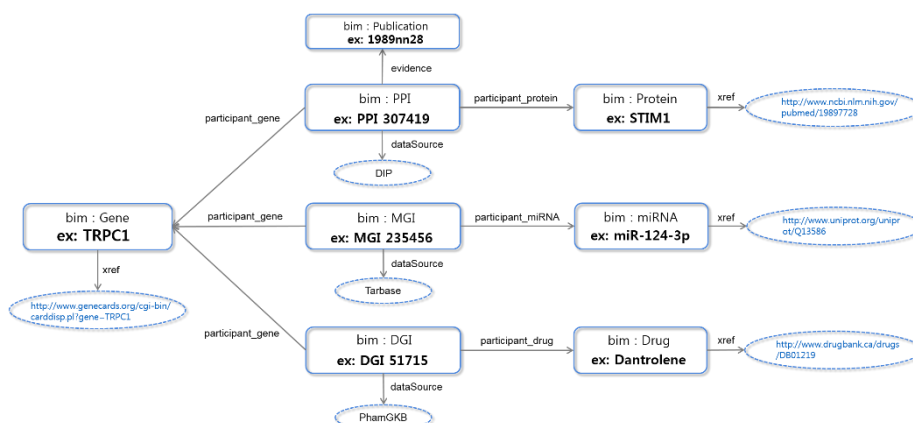 bim : Publication
ex: 1989nn28
evidence
participant_gene
bim : PPI
ex: PPI 307419
participant_protein
bim : Protein
ex: STIM1
xref
http://www.ncbi.nlm.nih.gov/
pubmed/19897728
dataSource
DIP
bim : Gene
ex: TRPC1
participant_gene
bim : MGI
ex: MGI 235456
participant_miRNA
bim : miRNA
ex: miR-124-3p
xref
http://www.uniprot.org/unipr
ot/Q13586
xref
http://www.genecards.org/cgi-bin/
carddisp.pl?gene=TRPC1
dataSource
Tarbase
participant_gene
bim : DGI
ex: DGI 51715
participant_drug
bim : Drug
ex: Dantrolene
xref
http://www.drugbank.ca/drugs
/DB01219
dataSource
PhamGKB